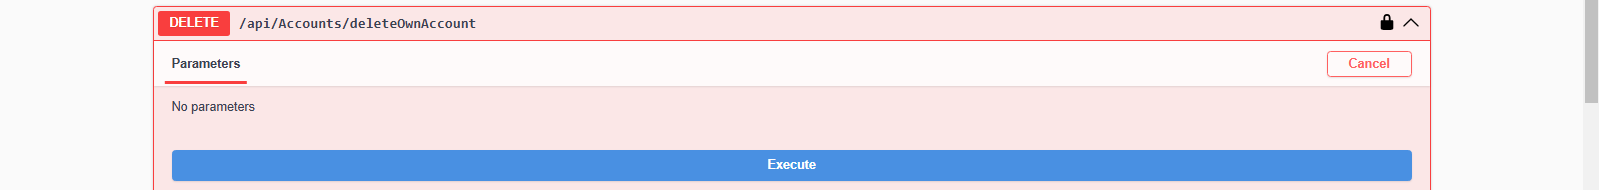 DELETE /api/Accounts/deleteOwnAccount
Parameters Cancel
No parameters
Execute